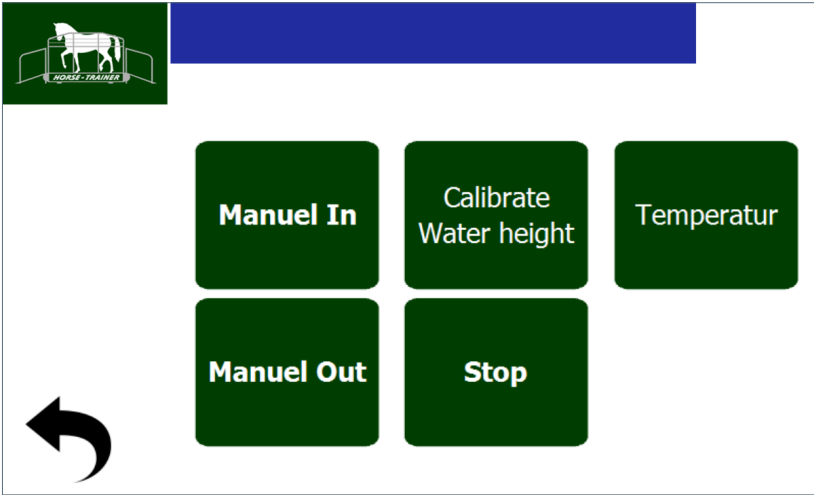 HORSE-TRAINER
Manuel In
Calibrate
Water height
Temperatur
Manuel Out
Stop